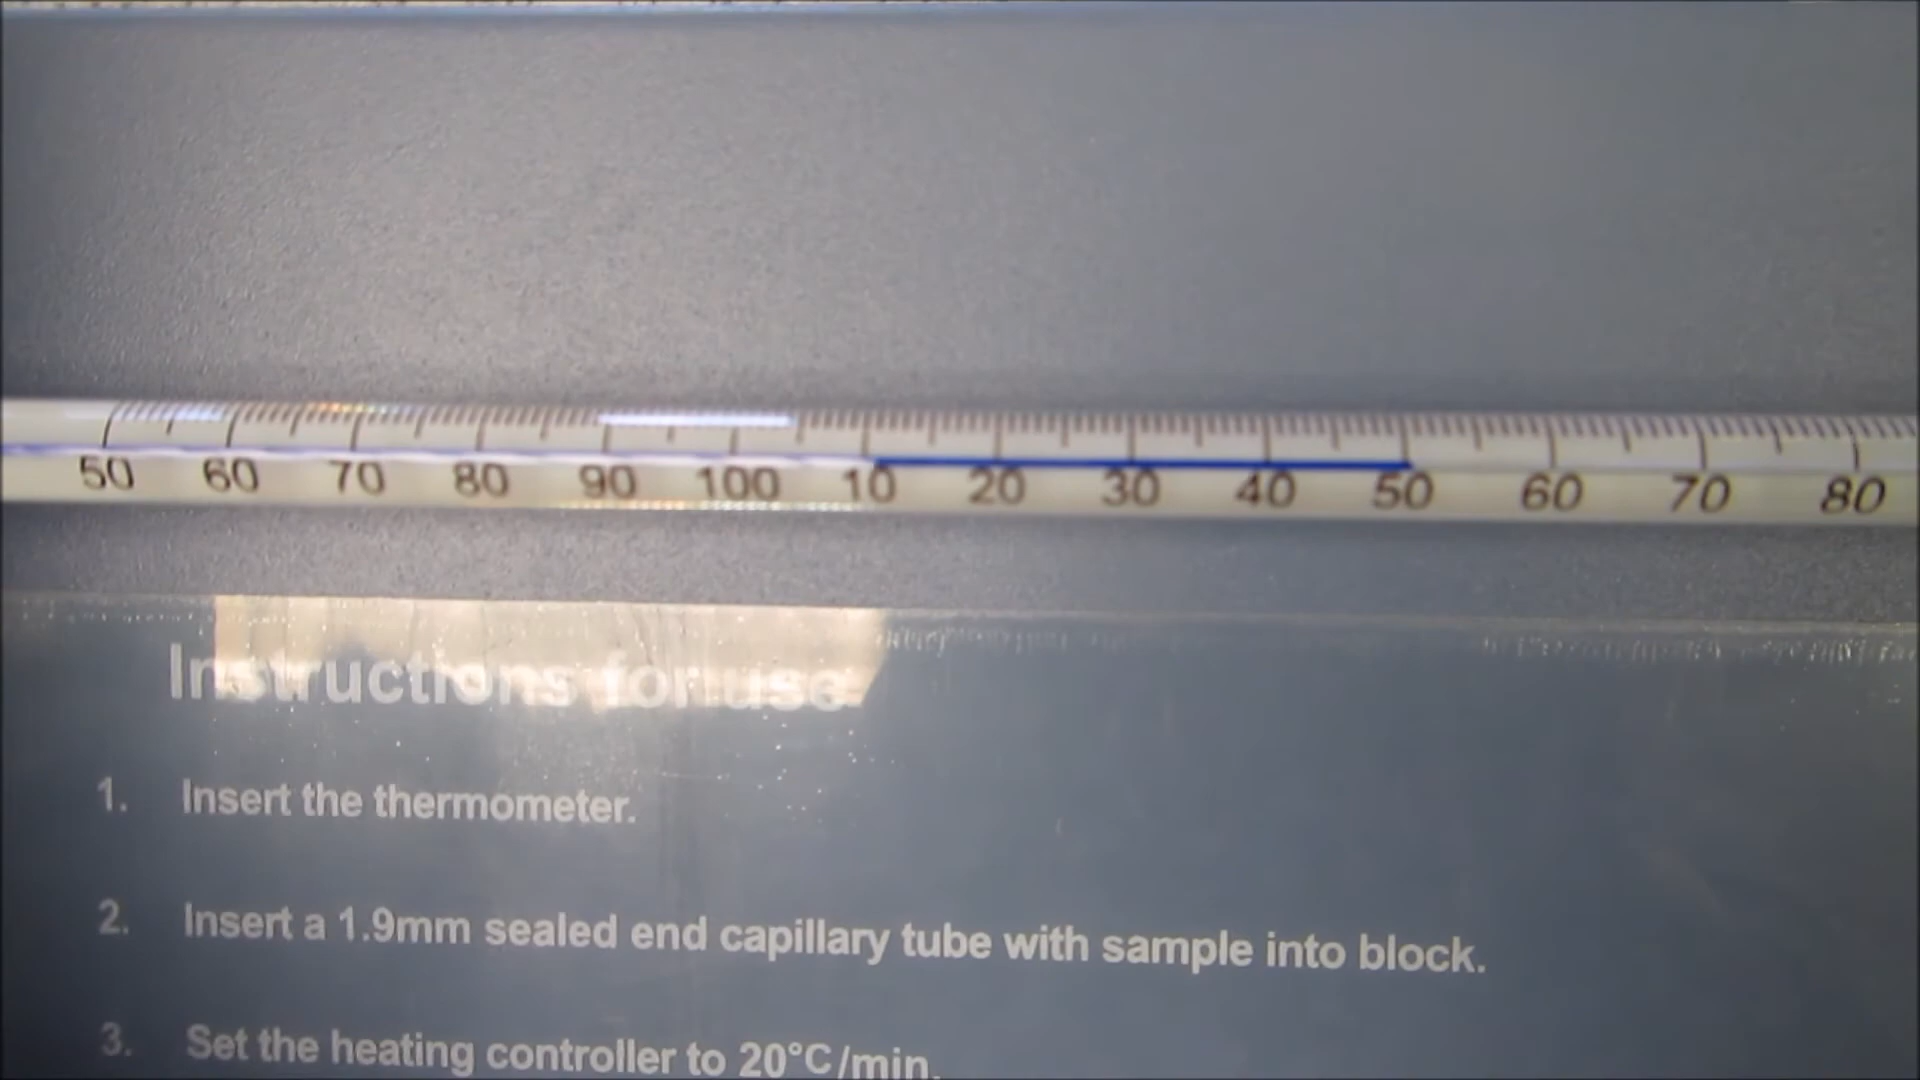 50 60 70 80 90 100 10 20 30 40 50 60 70 80
Instructions for use
1. Insert the thermometer.
2. Insert a 1.9mm sealed end capillary tube with sample into block.
3. Set the heating controller to 20°C/min.